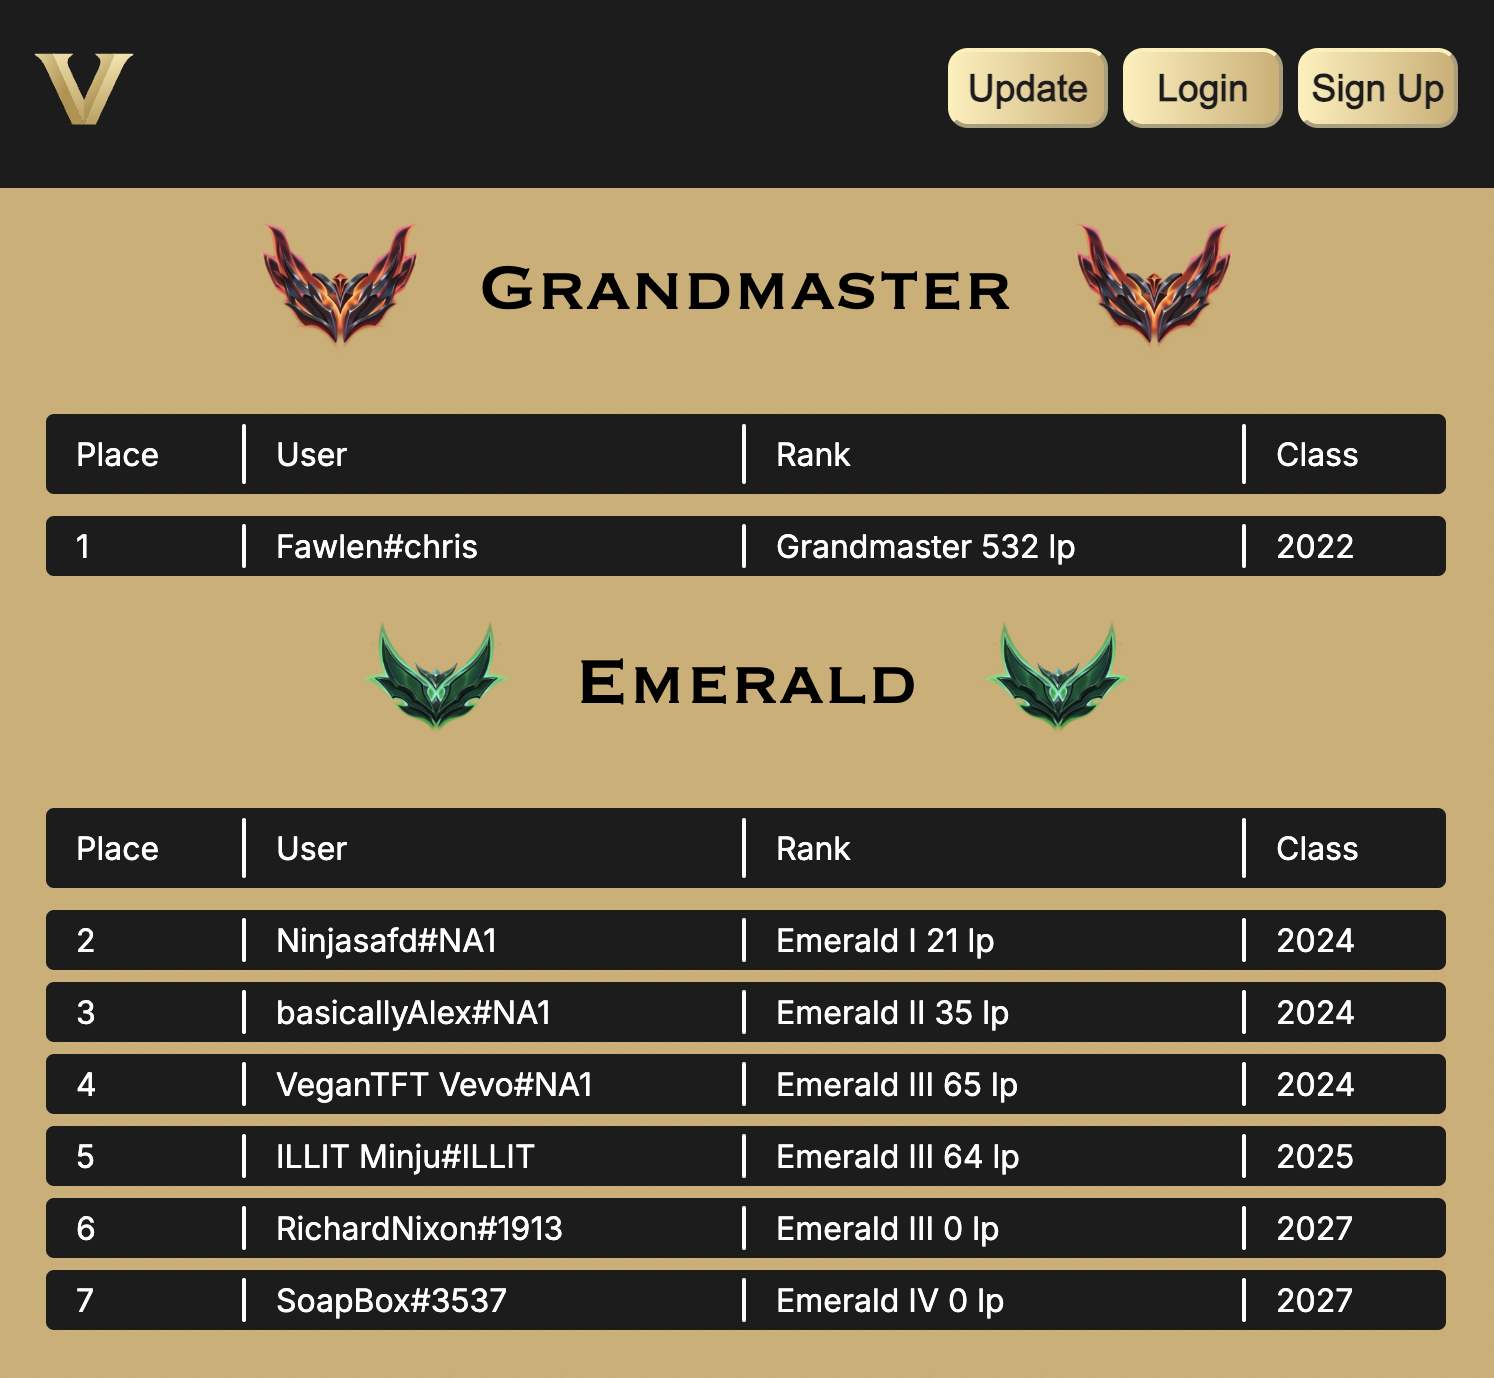 V
Update Login Sign Up
Grandmaster
Place User Rank Class
1 Fawlen#chris Grandmaster 532 lp 2022
Emerald
Place User Rank Class
2 Ninjasafd#NA1 Emerald I 21 lp 2024
3 basicallyAlex#NA1 Emerald II 35 lp 2024
4 VeganTFT Vevo#NA1 Emerald III 65 lp 2024
5 ILLIT Minju#ILLIT Emerald III 64 lp 2025
6 RichardNixon#1913 Emerald III 0 lp 2027
7 SoapBox#3537 Emerald IV 0 lp 2027